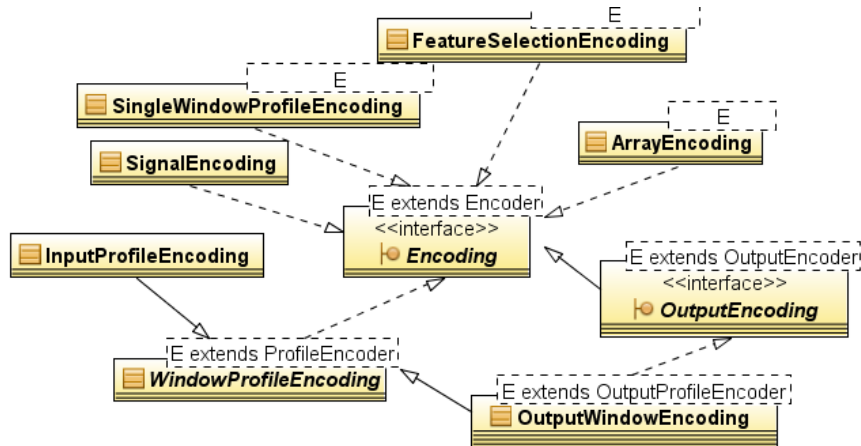 E
FeatureSelectionEncoding
E
SingleWindowProfileEncoding
E
ArrayEncoding
SignalEncoding
E extends Encoder
<<interface>>
Encoding
InputProfileEncoding
E extends OutputEncoder
<<interface>>
OutputEncoding
E extends ProfileEncoder
WindowProfileEncoding
E extends OutputProfileEncoder
OutputWindowEncoding